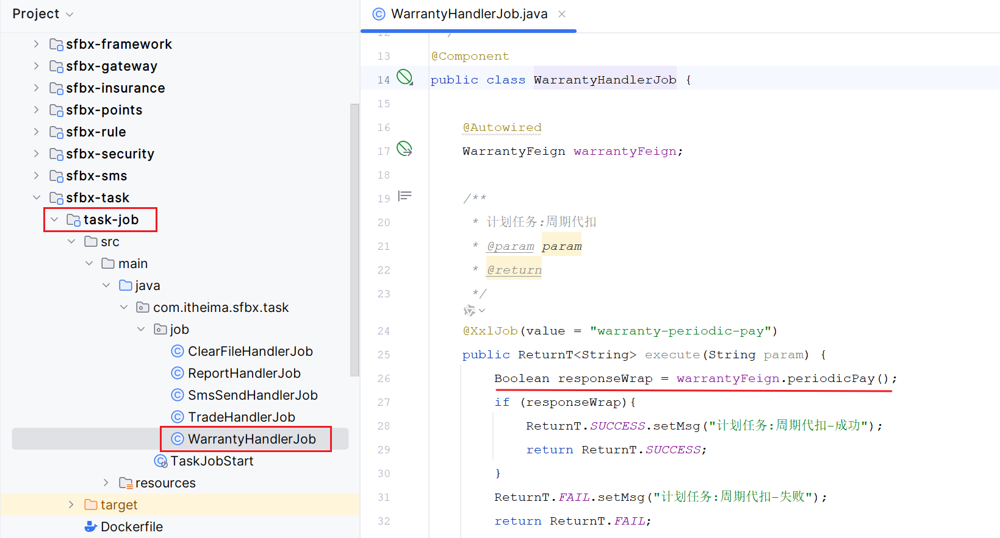 Project
sfbx-framework
sfbx-gateway
sfbx-insurance
sfbx-points
sfbx-rule
sfbx-security
sfbx-sms
sfbx-task
task-job
src
main
java
com.itheima.sfbx.task
job
ClearFileHandlerJob
ReportHandlerJob
SmsSendHandlerJob
TradeHandlerJob
WarrantyHandlerJob
TaskJobStart
resources
target
Dockerfile
WarrantyHandlerJob.java
13 @Component
14 public class WarrantyHandlerJob {
15
16 @Autowired
17 WarrantyFeign warrantyFeign;
18
19 /**
20 * 计划任务:周期代扣
21 * @param param
22 * @return
23 */
24 @XxlJob(value = "warranty-periodic-pay")
25 public ReturnT<String> execute(String param) {
26 Boolean responseWrap = warrantyFeign.periodicPay();
27 if (responseWrap){
28 ReturnT.SUCCESS.setMsg("计划任务:周期代扣-成功");
29 return ReturnT.SUCCESS;
30 }
31 ReturnT.FAIL.setMsg("计划任务:周期代扣-失败");
32 return ReturnT.FAIL;